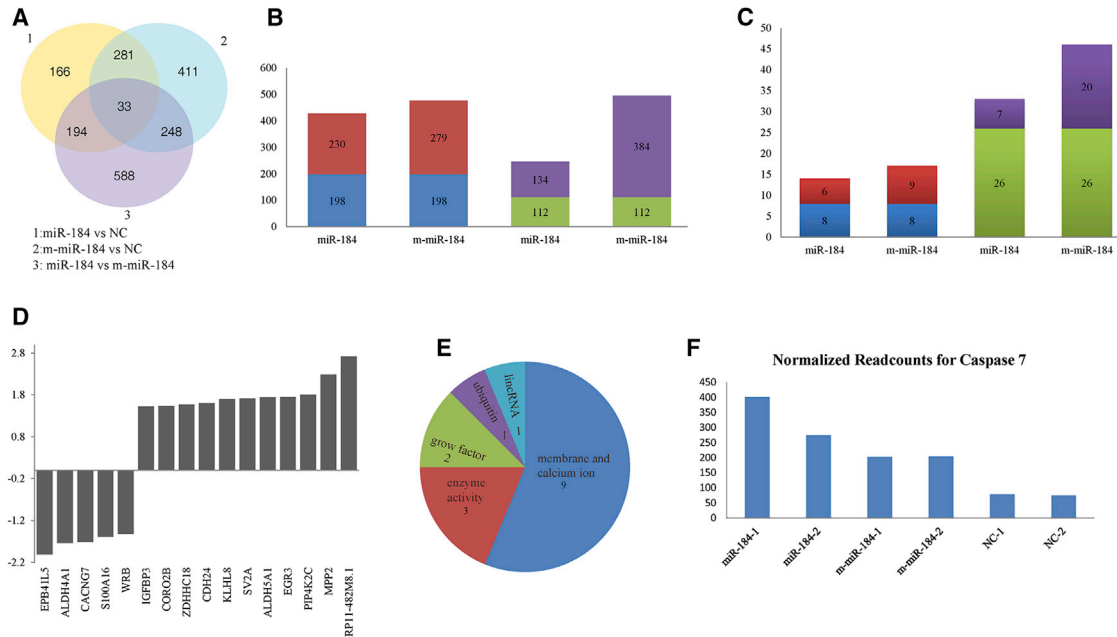 A
1
2
281
166
411
33
194
248
588
3
1:miR-184 vs NC
2:m-miR-184 vs NC
3: miR-184 vs m-miR-184
B
600
500
400
300
200
100
0
230
198
279
198
134
112
384
112
miR-184
m-miR-184
miR-184
m-miR-184
C
50
45
40
35
30
25
20
15
10
5
0
6
8
9
8
7
26
20
26
miR-184
m-miR-184
miR-184
m-miR-184
D
2.8
1.8
0.8
-0.2
-1.2
-2.2
EPB41L5
ALDH4A1
CACNG7
S100A16
WRB
IGFBP3
CORO2B
ZDHHC18
CDH24
KLHL8
SV2A
ALDH5A1
EGR3
PIP4K2C
MPP2
RP11-482M8.1
E
lincRNA
1
ubiquitin
1
grow factor
2
enzyme
activity
3
membrane and
calcium ion
9
F
Normalized Readcounts for Caspase 7
450
400
350
300
250
200
150
100
50
0
miR-184-1
miR-184-2
m-miR-184-1
m-miR-184-2
NC-1
NC-2